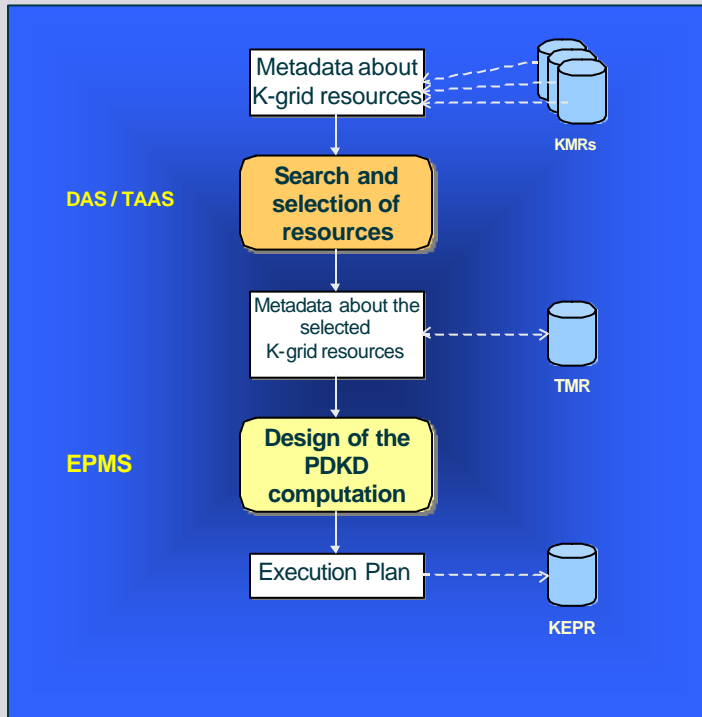 Metadata about
K-grid resources
KMRs
DAS / TAAS
Search and
selection of
resources
Metadata about the
selected
K-grid resources
TMR
EPMS
Design of the
PDKD
computation
Execution Plan
KEPR